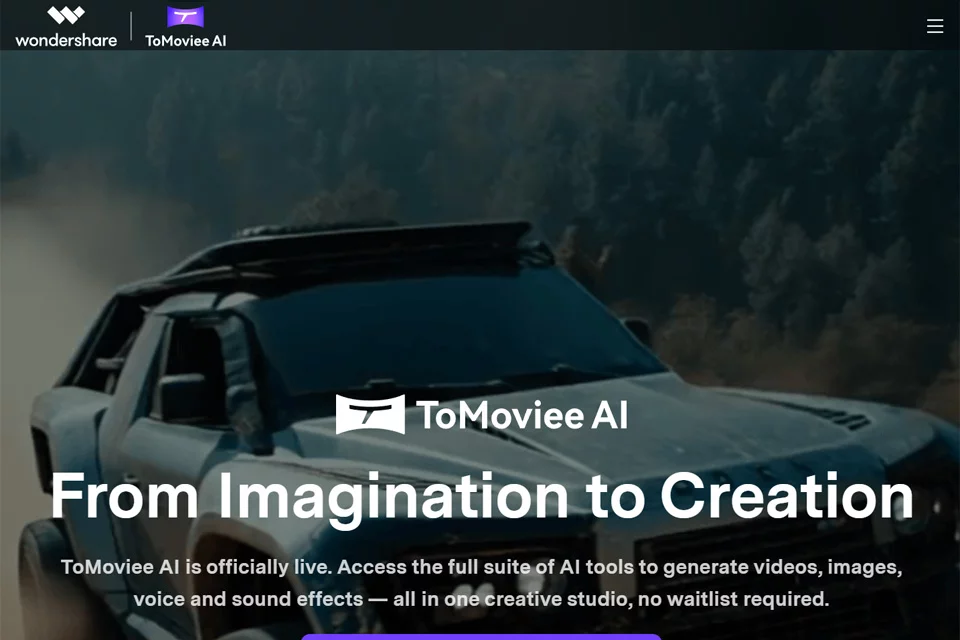 wondershare
ToMoviee AI
ToMoviee AI
From Imagination to Creation
ToMoviee AI is officially live. Access the full suite of AI tools to generate videos, images,
voice and sound effects — all in one creative studio, no waitlist required.